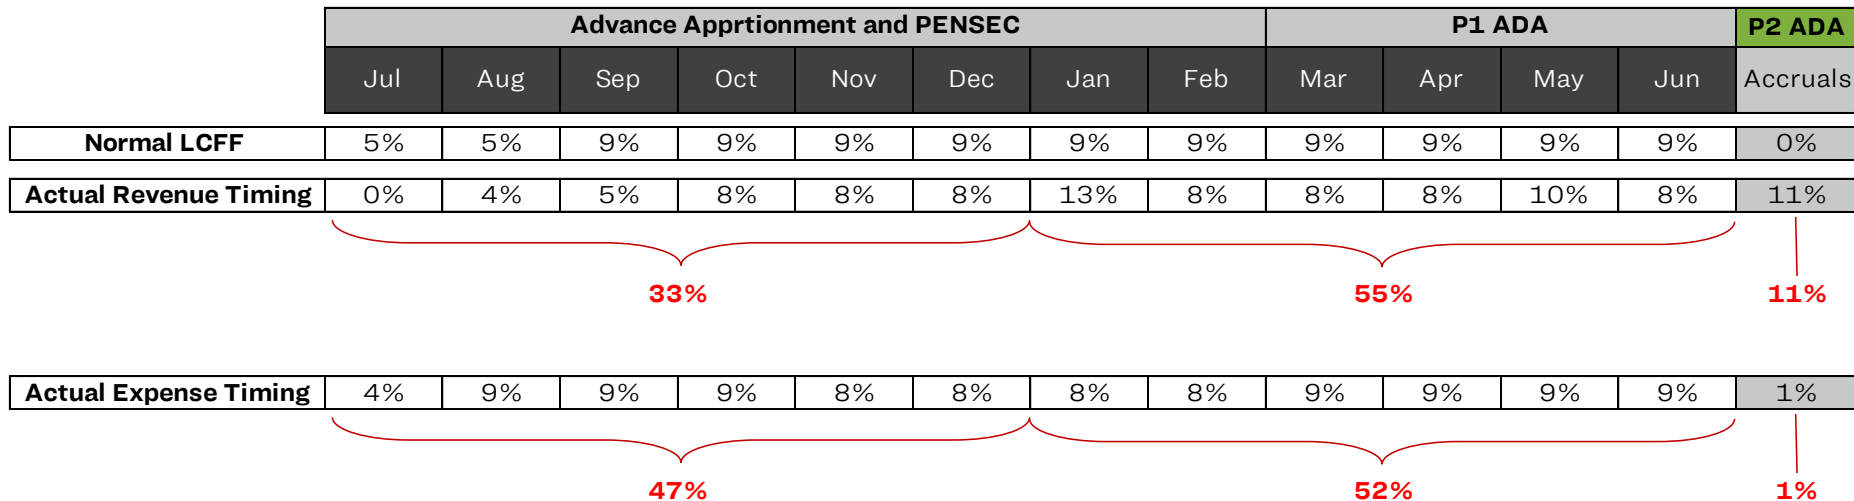 Advance Apprtionment and PENSEC P1 ADA P2 ADA
Jul Aug Sep Oct Nov Dec Jan Feb Mar Apr May Jun Accruals
Normal LCFF 5% 5% 9% 9% 9% 9% 9% 9% 9% 9% 9% 9% 0%
Actual Revenue Timing 0% 4% 5% 8% 8% 8% 13% 8% 8% 8% 10% 8% 11%
33% 55% 11%
Actual Expense Timing 4% 9% 9% 9% 8% 8% 8% 8% 9% 9% 9% 9% 1%
47% 52% 1%